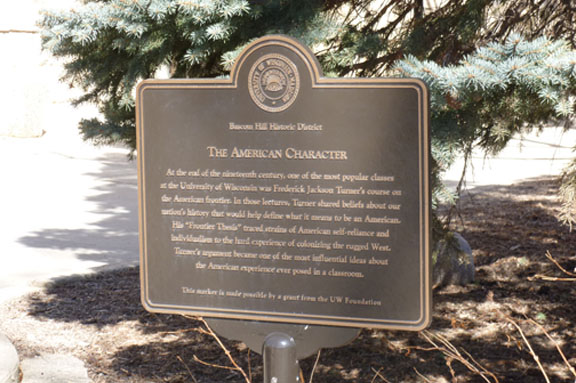 Bascom Hill Historic District
THE AMERICAN CHARACTER
At the end of the nineteenth century, one of the most popular classes
at the University of Wisconsin was Frederick Jackson Turner's course on
the American frontier. In those lectures, Turner shared beliefs about our
nation's history that would help define what it means to be an American.
His "Frontier Thesis" traced strains of American self-reliance and
individualism to the hard experience of colonizing the rugged West.
Turner's argument became one of the most influential ideas about
the American experience ever posed in a classroom.
This marker is made possible by a grant from the UW Foundation